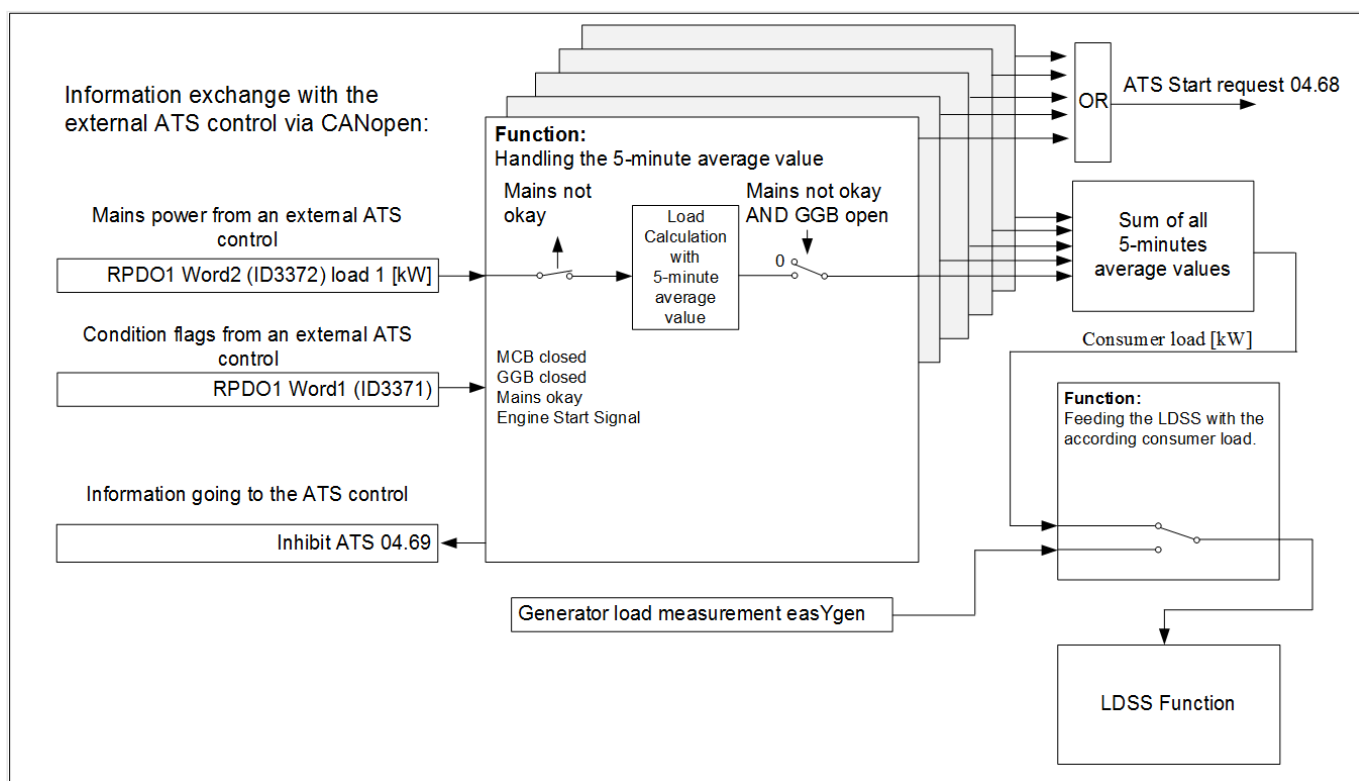 Information exchange with the
external ATS control via CANopen:
Mains power from an external ATS
control
RPDO1 Word2 (ID3372) load 1 [kW]
Condition flags from an external ATS
control
RPDO1 Word1 (ID3371)
Information going to the ATS control
Inhibit ATS 04.69
Function:
Handling the 5-minute average value
Mains not
okay
Load
Calculation
with
5-minute
average
value
Mains not okay
AND GGB open
0
MCB closed
GGB closed
Mains okay
Engine Start Signal
OR
ATS Start request 04.68
Sum of all
5-minutes
average values
Consumer load [kW]
Function:
Feeding the LDSS with the
according consumer load.
Generator load measurement easYgen
LDSS Function